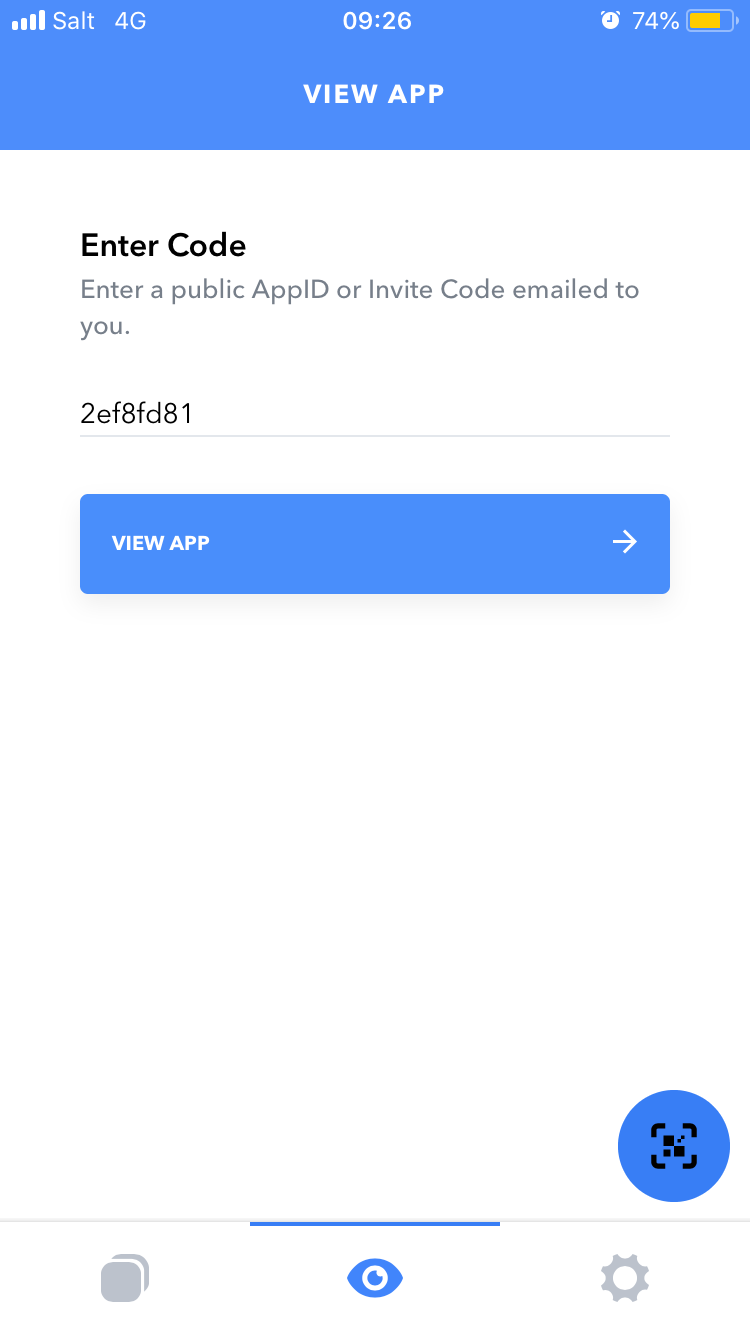 Salt 4G 09:26 74%
VIEW APP
Enter Code
Enter a public AppID or Invite Code emailed to
you.
2ef8fd81
VIEW APP